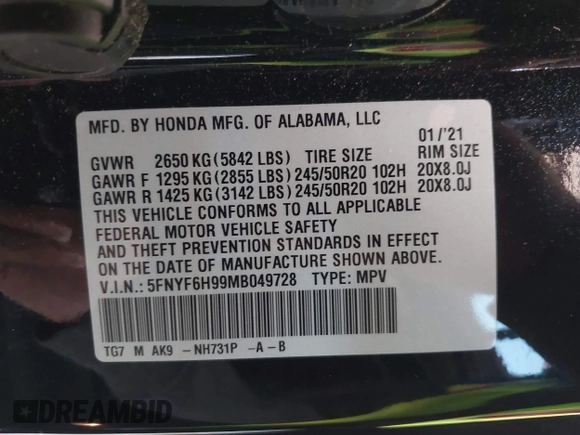 MFD. BY HONDA MFG. OF ALABAMA, LLC 01/'21
GVWR 2650 KG (5842 LBS) TIRE SIZE RIM SIZE
GAWR F 1295 KG (2855 LBS) 245/50R20 102H 20X8.0J
GAWR R 1425 KG (3142 LBS) 245/50R20 102H 20X8.0J
THIS VEHICLE CONFORMS TO ALL APPLICABLE
FEDERAL MOTOR VEHICLE SAFETY
AND THEFT PREVENTION STANDARDS IN EFFECT
ON THE DATE OF MANUFACTURE SHOWN ABOVE.
V.I.N.: 5FNYF6H99MB049728 TYPE: MPV
TG7 M AK9 - NH731P -A-B
DREAMBID